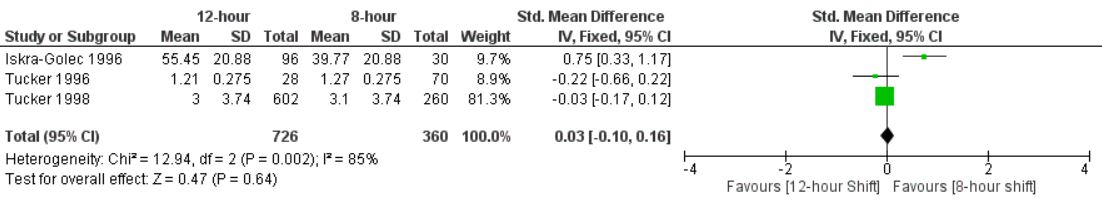 12-hour 8-hour Std. Mean Difference Std. Mean Difference
Study or Subgroup Mean SD Total Mean SD Total Weight IV, Fixed, 95% CI IV, Fixed, 95% CI
Iskra-Golec 1996 55.45 20.88 96 39.77 20.88 30 9.7% 0.75 [0.33, 1.17]
Tucker 1996 1.21 0.275 28 1.27 0.275 70 8.9% -0.22 [-0.66, 0.22]
Tucker 1998 3 3.74 602 3.1 3.74 260 81.3% -0.03 [-0.17, 0.12]
Total (95% CI) 726 360 100.0% 0.03 [-0.10, 0.16]
Heterogeneity: Chi² = 12.94, df = 2 (P = 0.002); I² = 85%
Test for overall effect: Z = 0.47 (P = 0.64)
-4 -2 0 2 4
Favours [12-hour Shift] Favours [8-hour shift]